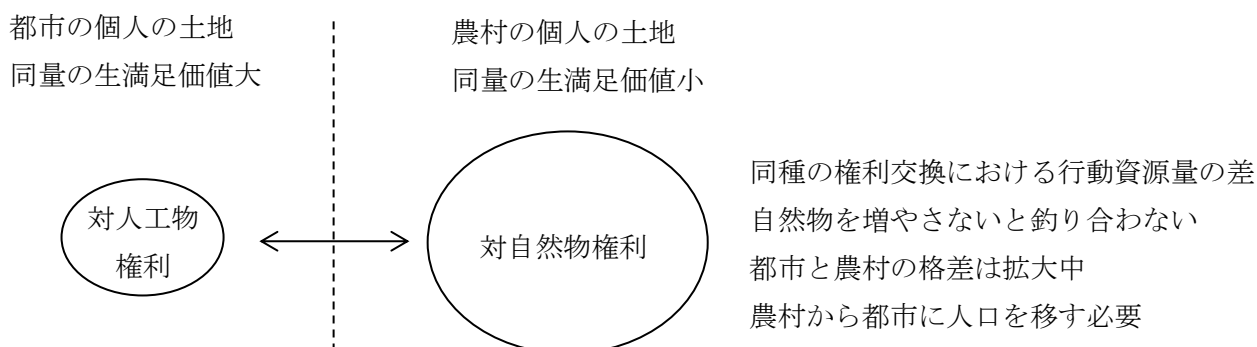 都市の個人の土地
同量の生満足価値大
農村の個人の土地
同量の生満足価値小
対人工物
権利
対自然物権利
同種の権利交換における行動資源量の差
自然物を増やさないと釣り合わない
都市と農村の格差は拡大中
農村から都市に人口を移す必要